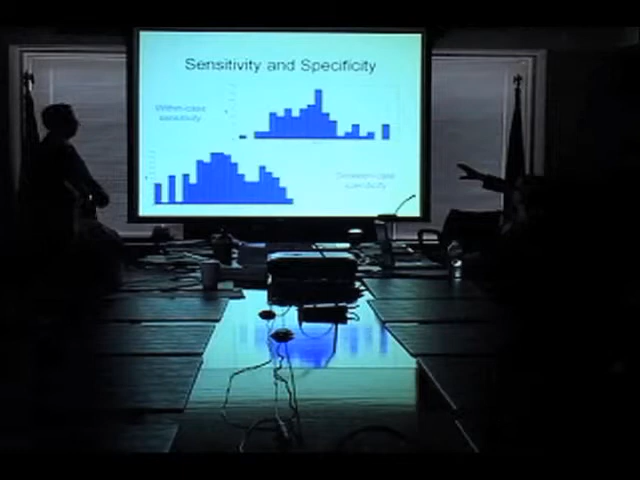 Sensitivity and Specificity
Within-case
sensitivity
Between-case
specificity